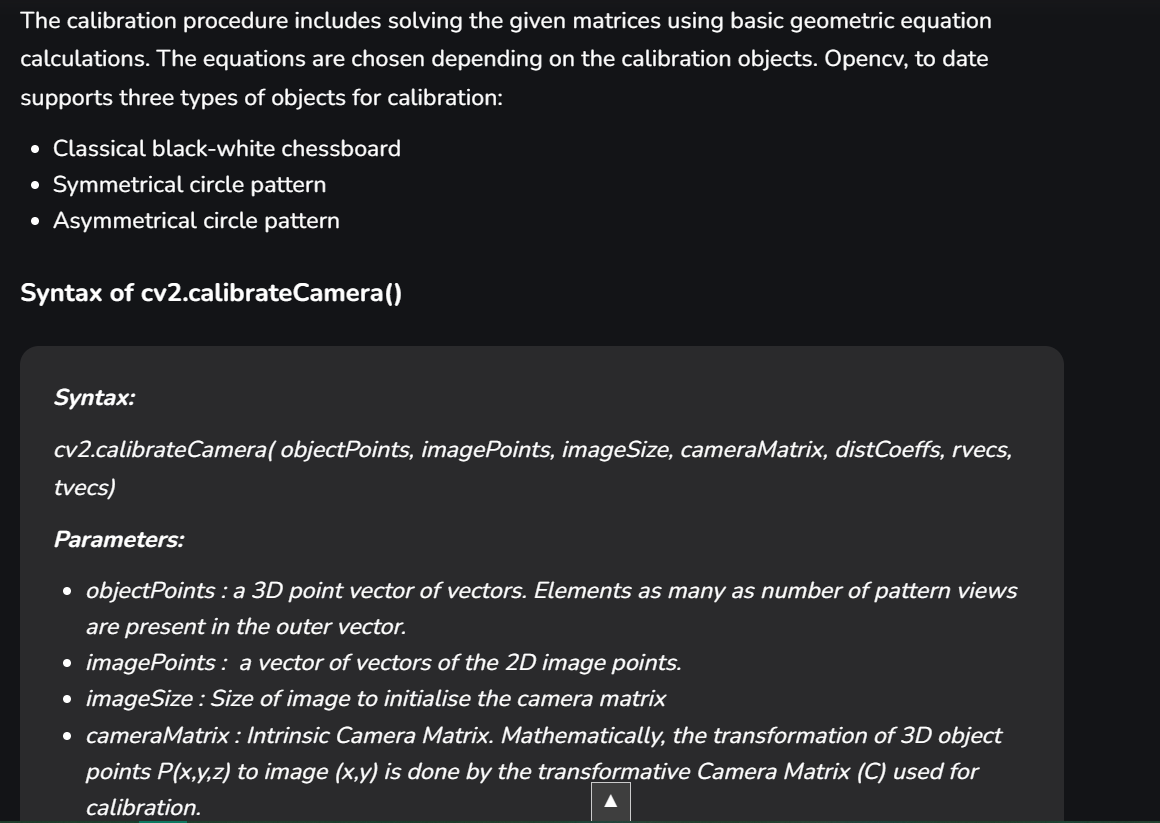 The calibration procedure includes solving the given matrices using basic geometric equation
calculations. The equations are chosen depending on the calibration objects. Opencv, to date
supports three types of objects for calibration:
• Classical black-white chessboard
• Symmetrical circle pattern
• Asymmetrical circle pattern
Syntax of cv2.calibrateCamera()
Syntax:
cv2.calibrateCamera( objectPoints, imagePoints, imageSize, cameraMatrix, distCoeffs, rvecs,
tvecs)
Parameters:
• objectPoints : a 3D point vector of vectors. Elements as many as number of pattern views
are present in the outer vector.
• imagePoints :  a vector of vectors of the 2D image points.
• imageSize : Size of image to initialise the camera matrix
• cameraMatrix : Intrinsic Camera Matrix. Mathematically, the transformation of 3D object
points P(x,y,z) to image (x,y) is done by the transformative Camera Matrix (C) used for
calibration.